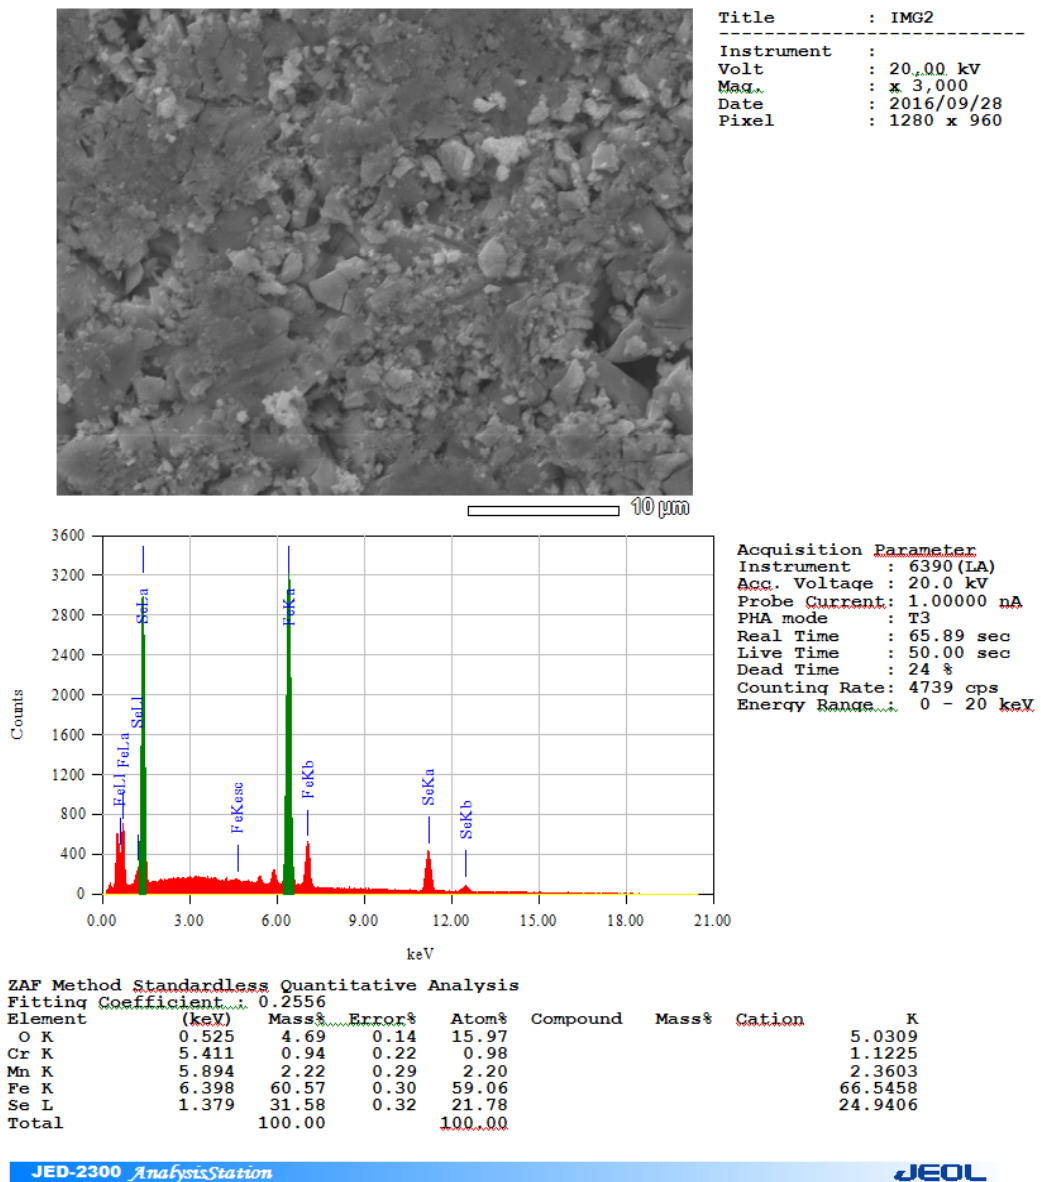 Title : IMG2
----------------------------
Instrument :
Volt : 20.00 kV
Mag. : x 3,000
Date : 2016/09/28
Pixel : 1280 x 960
10 µm
3600
3200
2800
2400
2000
1600
1200
800
400
0
Counts
FeLl
FeLa
SeLl
SeLa
FeKesc
FeKa
FeKb
SeKa
SeKb
0.00 3.00 6.00 9.00 12.00 15.00 18.00 21.00
keV
Acquisition Parameter
Instrument : 6390(LA)
Acc. Voltage : 20.0 kV
Probe Current: 1.00000 nA
PHA mode : T3
Real Time : 65.89 sec
Live Time : 50.00 sec
Dead Time : 24 %
Counting Rate: 4739 cps
Energy Range : 0 - 20 keV
ZAF Method Standardless Quantitative Analysis
Fitting Coefficient : 0.2556
Element (keV) Mass% Error% Atom% Compound Mass% Cation K
O K 0.525 4.69 0.14 15.97 5.0309
Cr K 5.411 0.94 0.22 0.98 1.1225
Mn K 5.894 2.22 0.29 2.20 2.3603
Fe K 6.398 60.57 0.30 59.06 66.5458
Se L 1.379 31.58 0.32 21.78 24.9406
Total 100.00 100.00
JED-2300 AnalysisStation JEOL